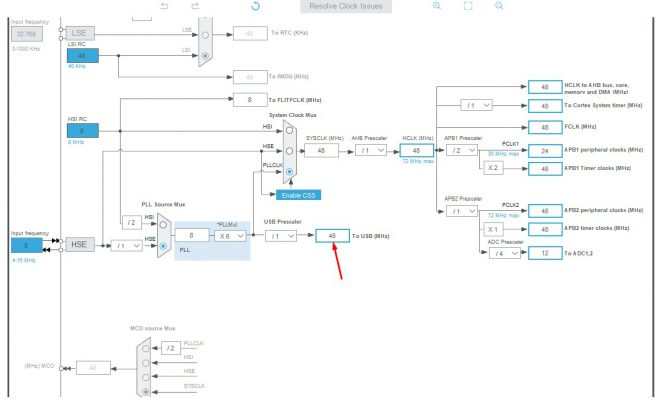 Resolve Clock Issues
Input frequency
32.768
0-1000 KHz
LSE
LSE
40
To RTC (KHz)
LSI RC
40
40 KHz
LSI
40
To IWDG (KHz)
8
To FLITFCLK (MHz)
HSI RC
8
8 MHz
System Clock Mux
HSI
HSE
PLLCLK
Enable CSS
SYSCLK (MHz)
48
AHB Prescaler
/ 1
HCLK (MHz)
48
72 MHz max
48
HCLK to AHB bus, core,
memory and DMA (MHz)
/ 1
48
To Cortex System timer (MHz)
48
FCLK (MHz)
APB1 Prescaler
/ 2
PCLK1
36 MHz max
24
APB1 peripheral clocks (MHz)
X 2
48
APB1 Timer clocks (MHz)
APB2 Prescaler
/ 1
PCLK2
72 MHz max
48
APB2 peripheral clocks (MHz)
X 1
48
APB2 timer clocks (MHz)
ADC Prescaler
/ 4
12
To ADC1,2
PLL Source Mux
/ 2
HSI
HSE
Input frequency
8
4-16 MHz
HSE
/ 1
8
PLL
*PLLMul
X 6
USB Prescaler
/ 1
48
To USB (MHz)
MCO source Mux
/ 2
PLLCLK
HSI
HSE
SYSCLK
(MHz) MCO
48